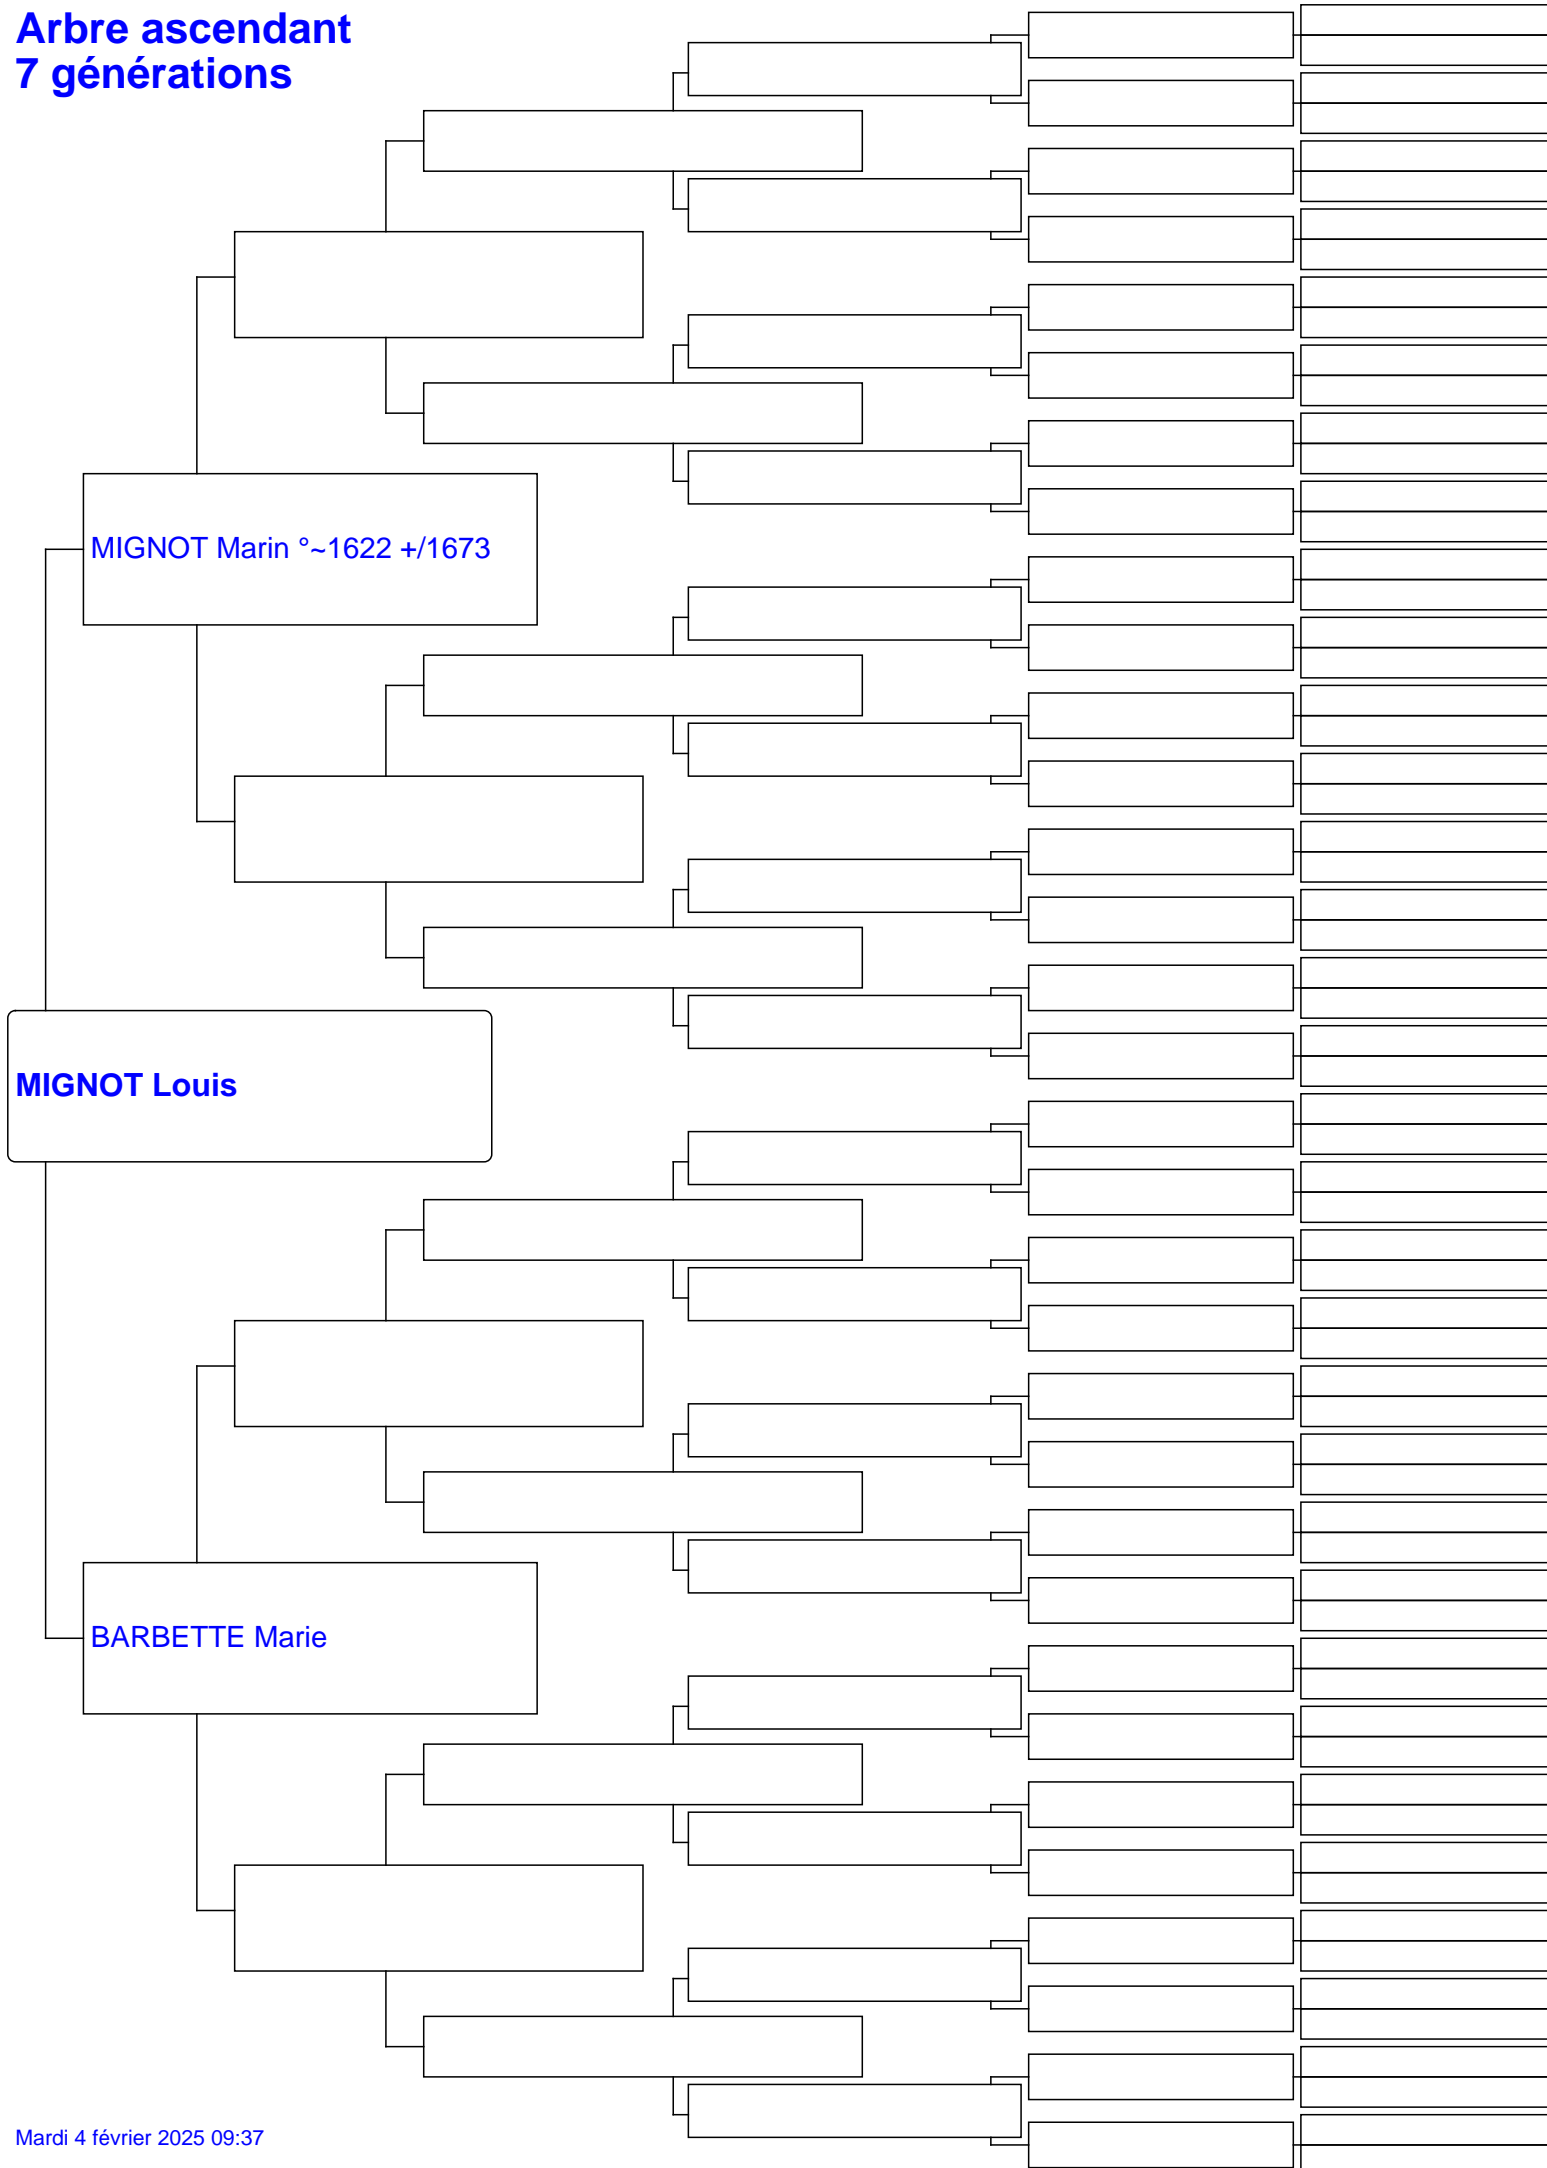 Arbre ascendant
7 générations
MIGNOT Marin °~1622 +/1673
MIGNOT Louis
BARBETTE Marie
Mardi 4 février 2025 09:37